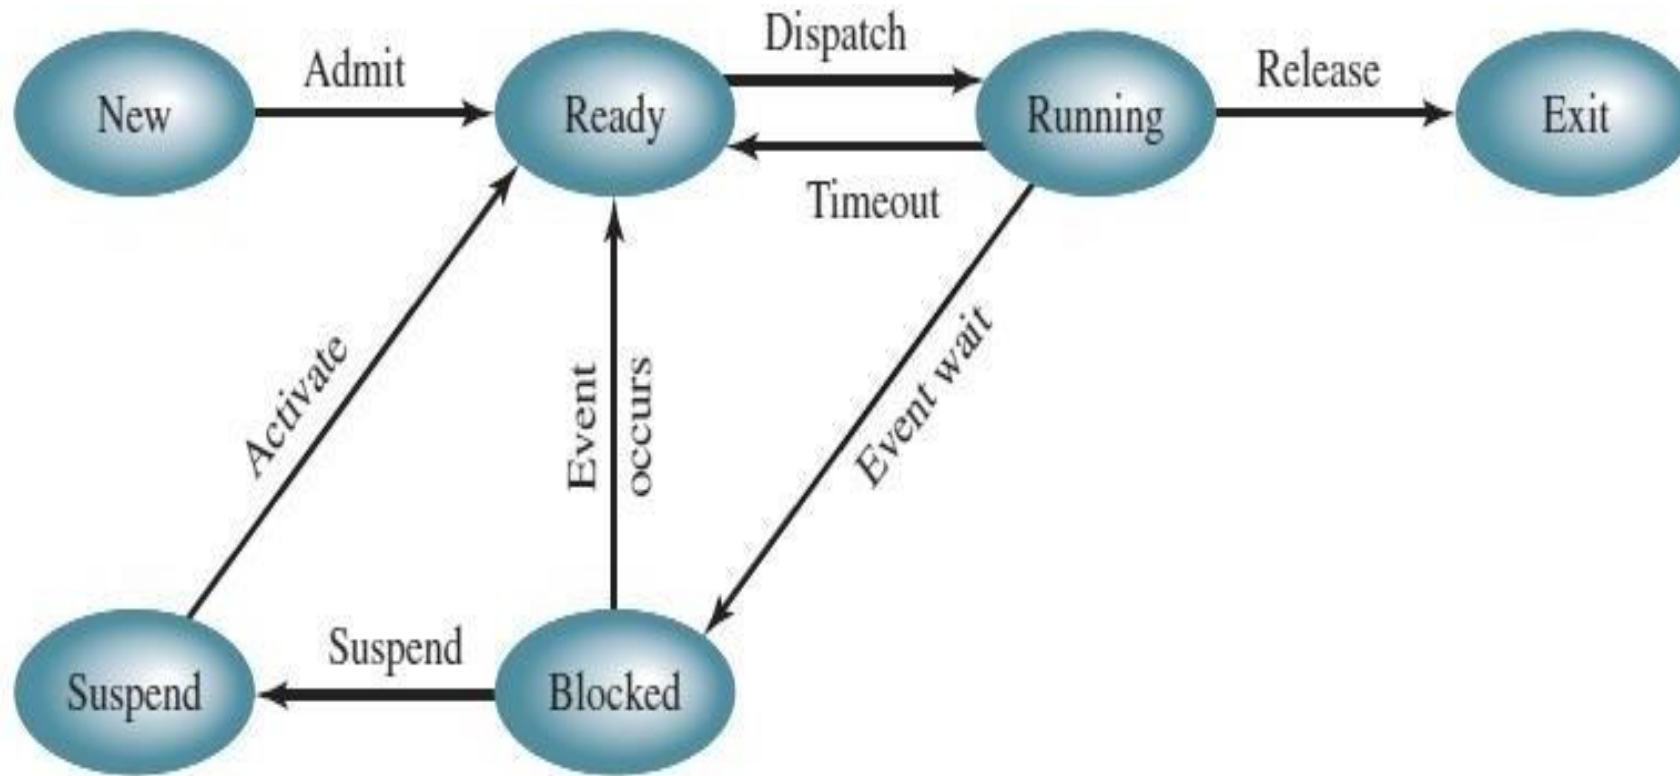 Dispatch
Admit
Release
New
Ready
Running
Exit
Timeout
Activate
Event
occurs
Event wait
Suspend
Suspend
Blocked